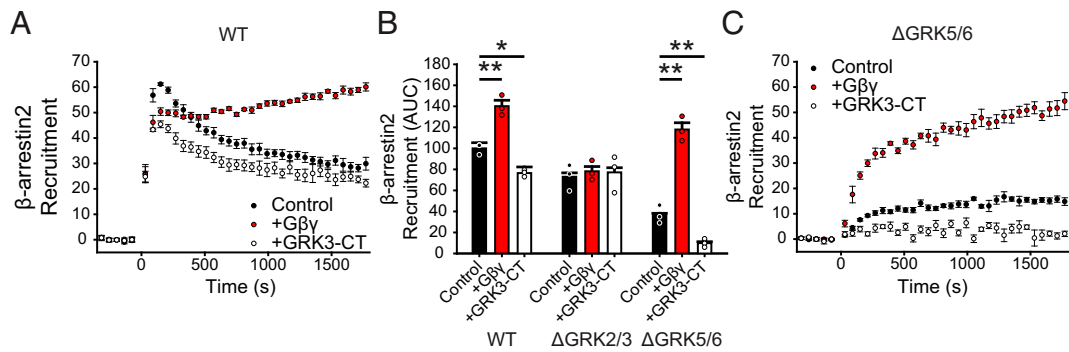 A
WT
β-arrestin2
Recruitment
70
60
50
40
30
20
10
0
Control
+Gβγ
+GRK3-CT
0
500
1000
1500
Time (s)
B
β-arrestin2
Recruitment (AUC)
180
160
140
120
100
80
60
40
20
0
*
**
**
**
Control
+Gβγ
+GRK3-CT
Control
+Gβγ
+GRK3-CT
Control
+Gβγ
+GRK3-CT
WT
ΔGRK2/3
ΔGRK5/6
C
ΔGRK5/6
β-arrestin2
Recruitment
70
60
50
40
30
20
10
0
Control
+Gβγ
+GRK3-CT
0
500
1000
1500
Time (s)